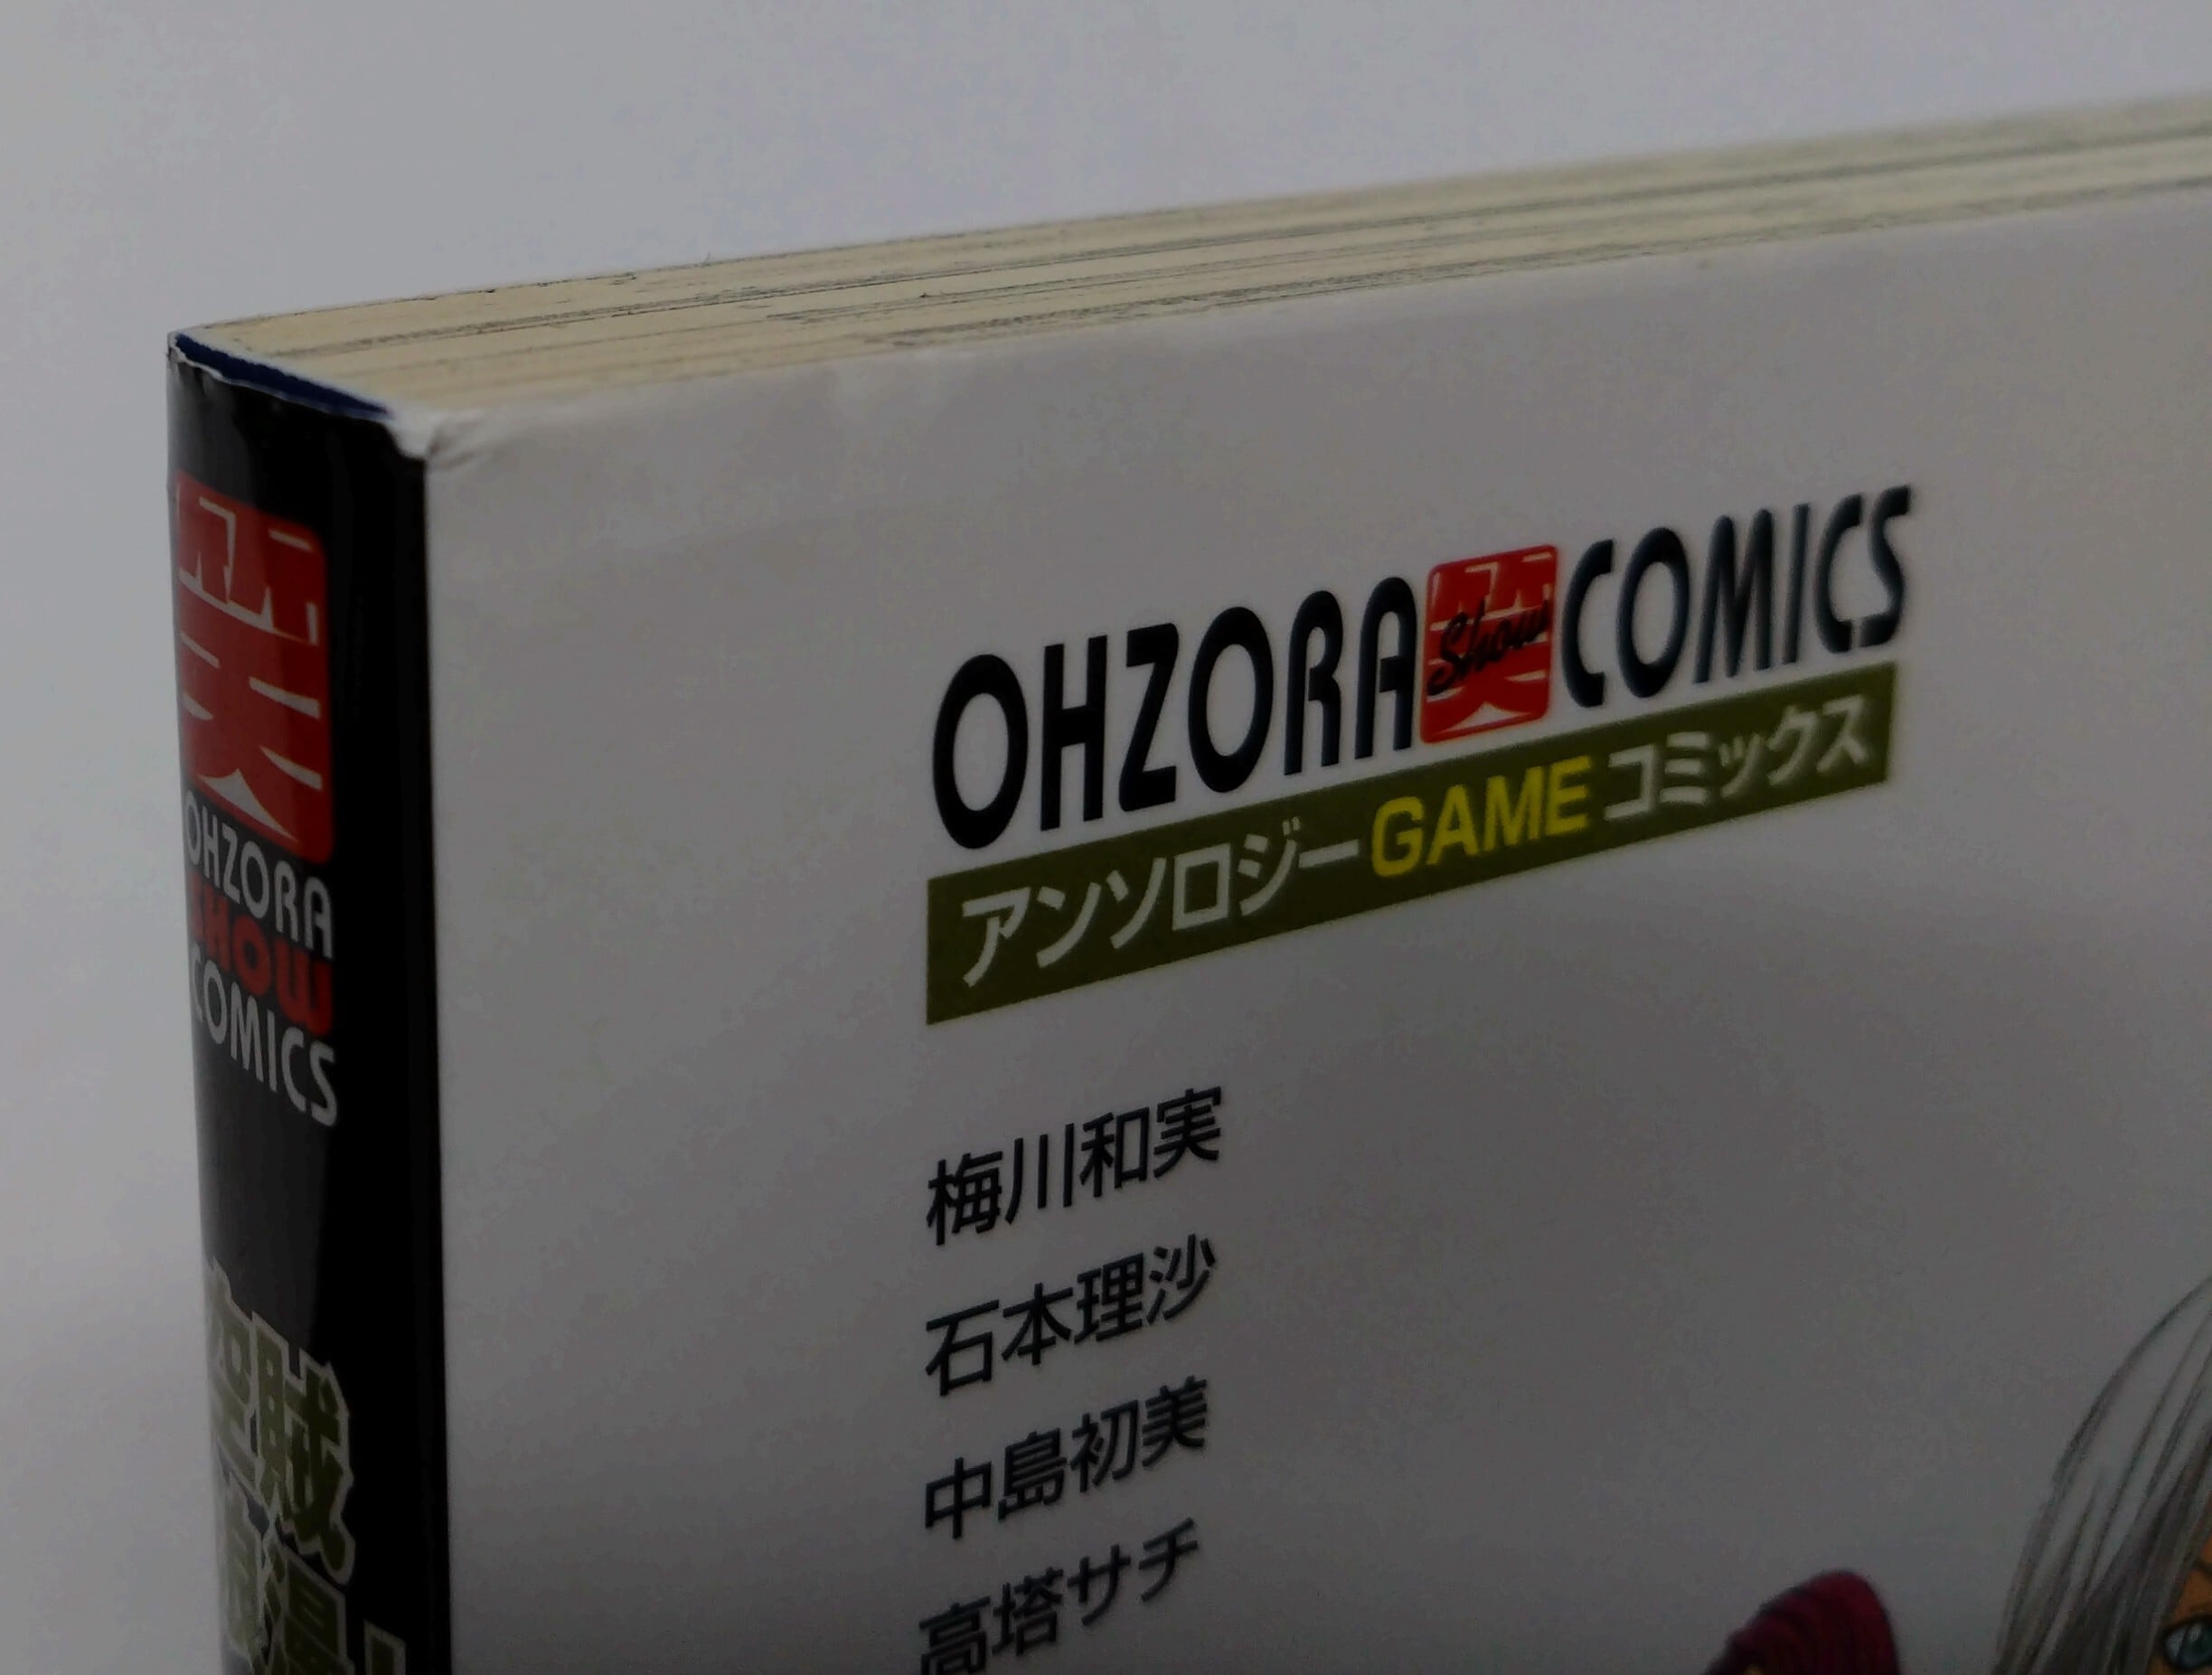 笑
OHZORA
SHOW
COMICS
空賊
OHZORA 笑 Show COMICS
アンソロジーGAMEコミックス
梅川和実
石本理沙
中島初美
高塔サチ